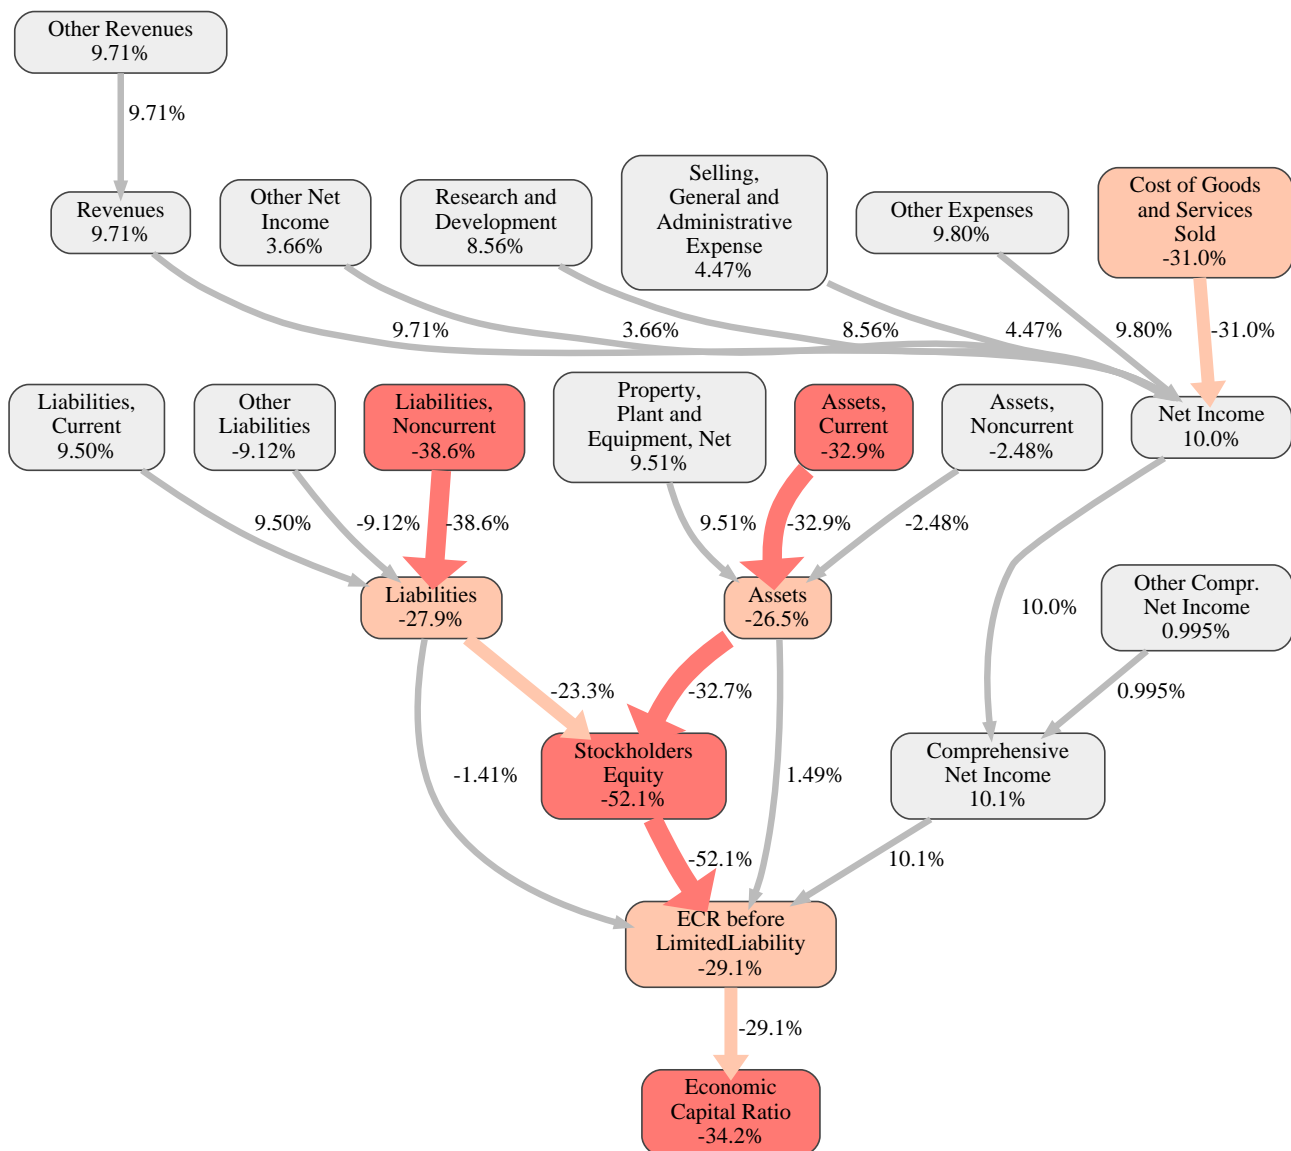 Other Revenues
9.71%
9.71%
Revenues
9.71%
Other Net
Income
3.66%
Research and
Development
8.56%
Selling,
General and
Administrative
Expense
4.47%
Other Expenses
9.80%
Cost of Goods
and Services
Sold
-31.0%
9.71%
3.66%
8.56%
4.47%
9.80%
-31.0%
Liabilities,
Current
9.50%
Other
Liabilities
-9.12%
Liabilities,
Noncurrent
-38.6%
Property,
Plant and
Equipment, Net
9.51%
Assets,
Current
-32.9%
Assets,
Noncurrent
-2.48%
Net Income
10.0%
9.50%
-9.12%
-38.6%
9.51%
-32.9%
-2.48%
Liabilities
-27.9%
Assets
-26.5%
10.0%
Other Compr.
Net Income
0.995%
-23.3%
-32.7%
0.995%
Stockholders
Equity
-52.1%
Comprehensive
Net Income
10.1%
-1.41%
1.49%
-52.1%
10.1%
ECR before
LimitedLiability
-29.1%
-29.1%
Economic
Capital Ratio
-34.2%